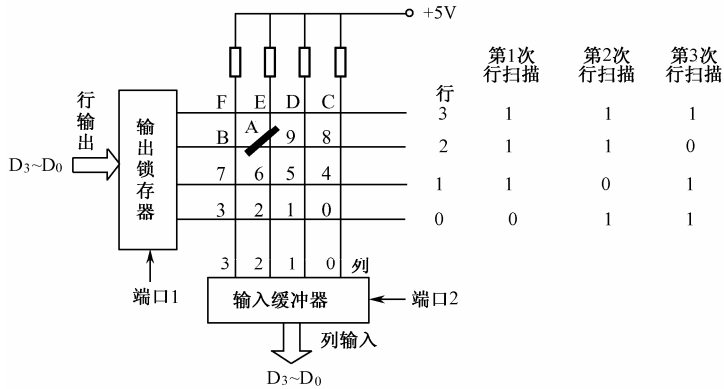 +5V
第1次
行扫描
第2次
行扫描
第3次
行扫描
行
行输出
D3~D0
输出锁存器
F E D C
3 1 1 1
B A 9 8
2 1 1 0
7 6 5 4
1 1 0 1
3 2 1 0
0 0 1 1
3 2 1 0 列
端口1
输入缓冲器
端口2
列输入
D3~D0